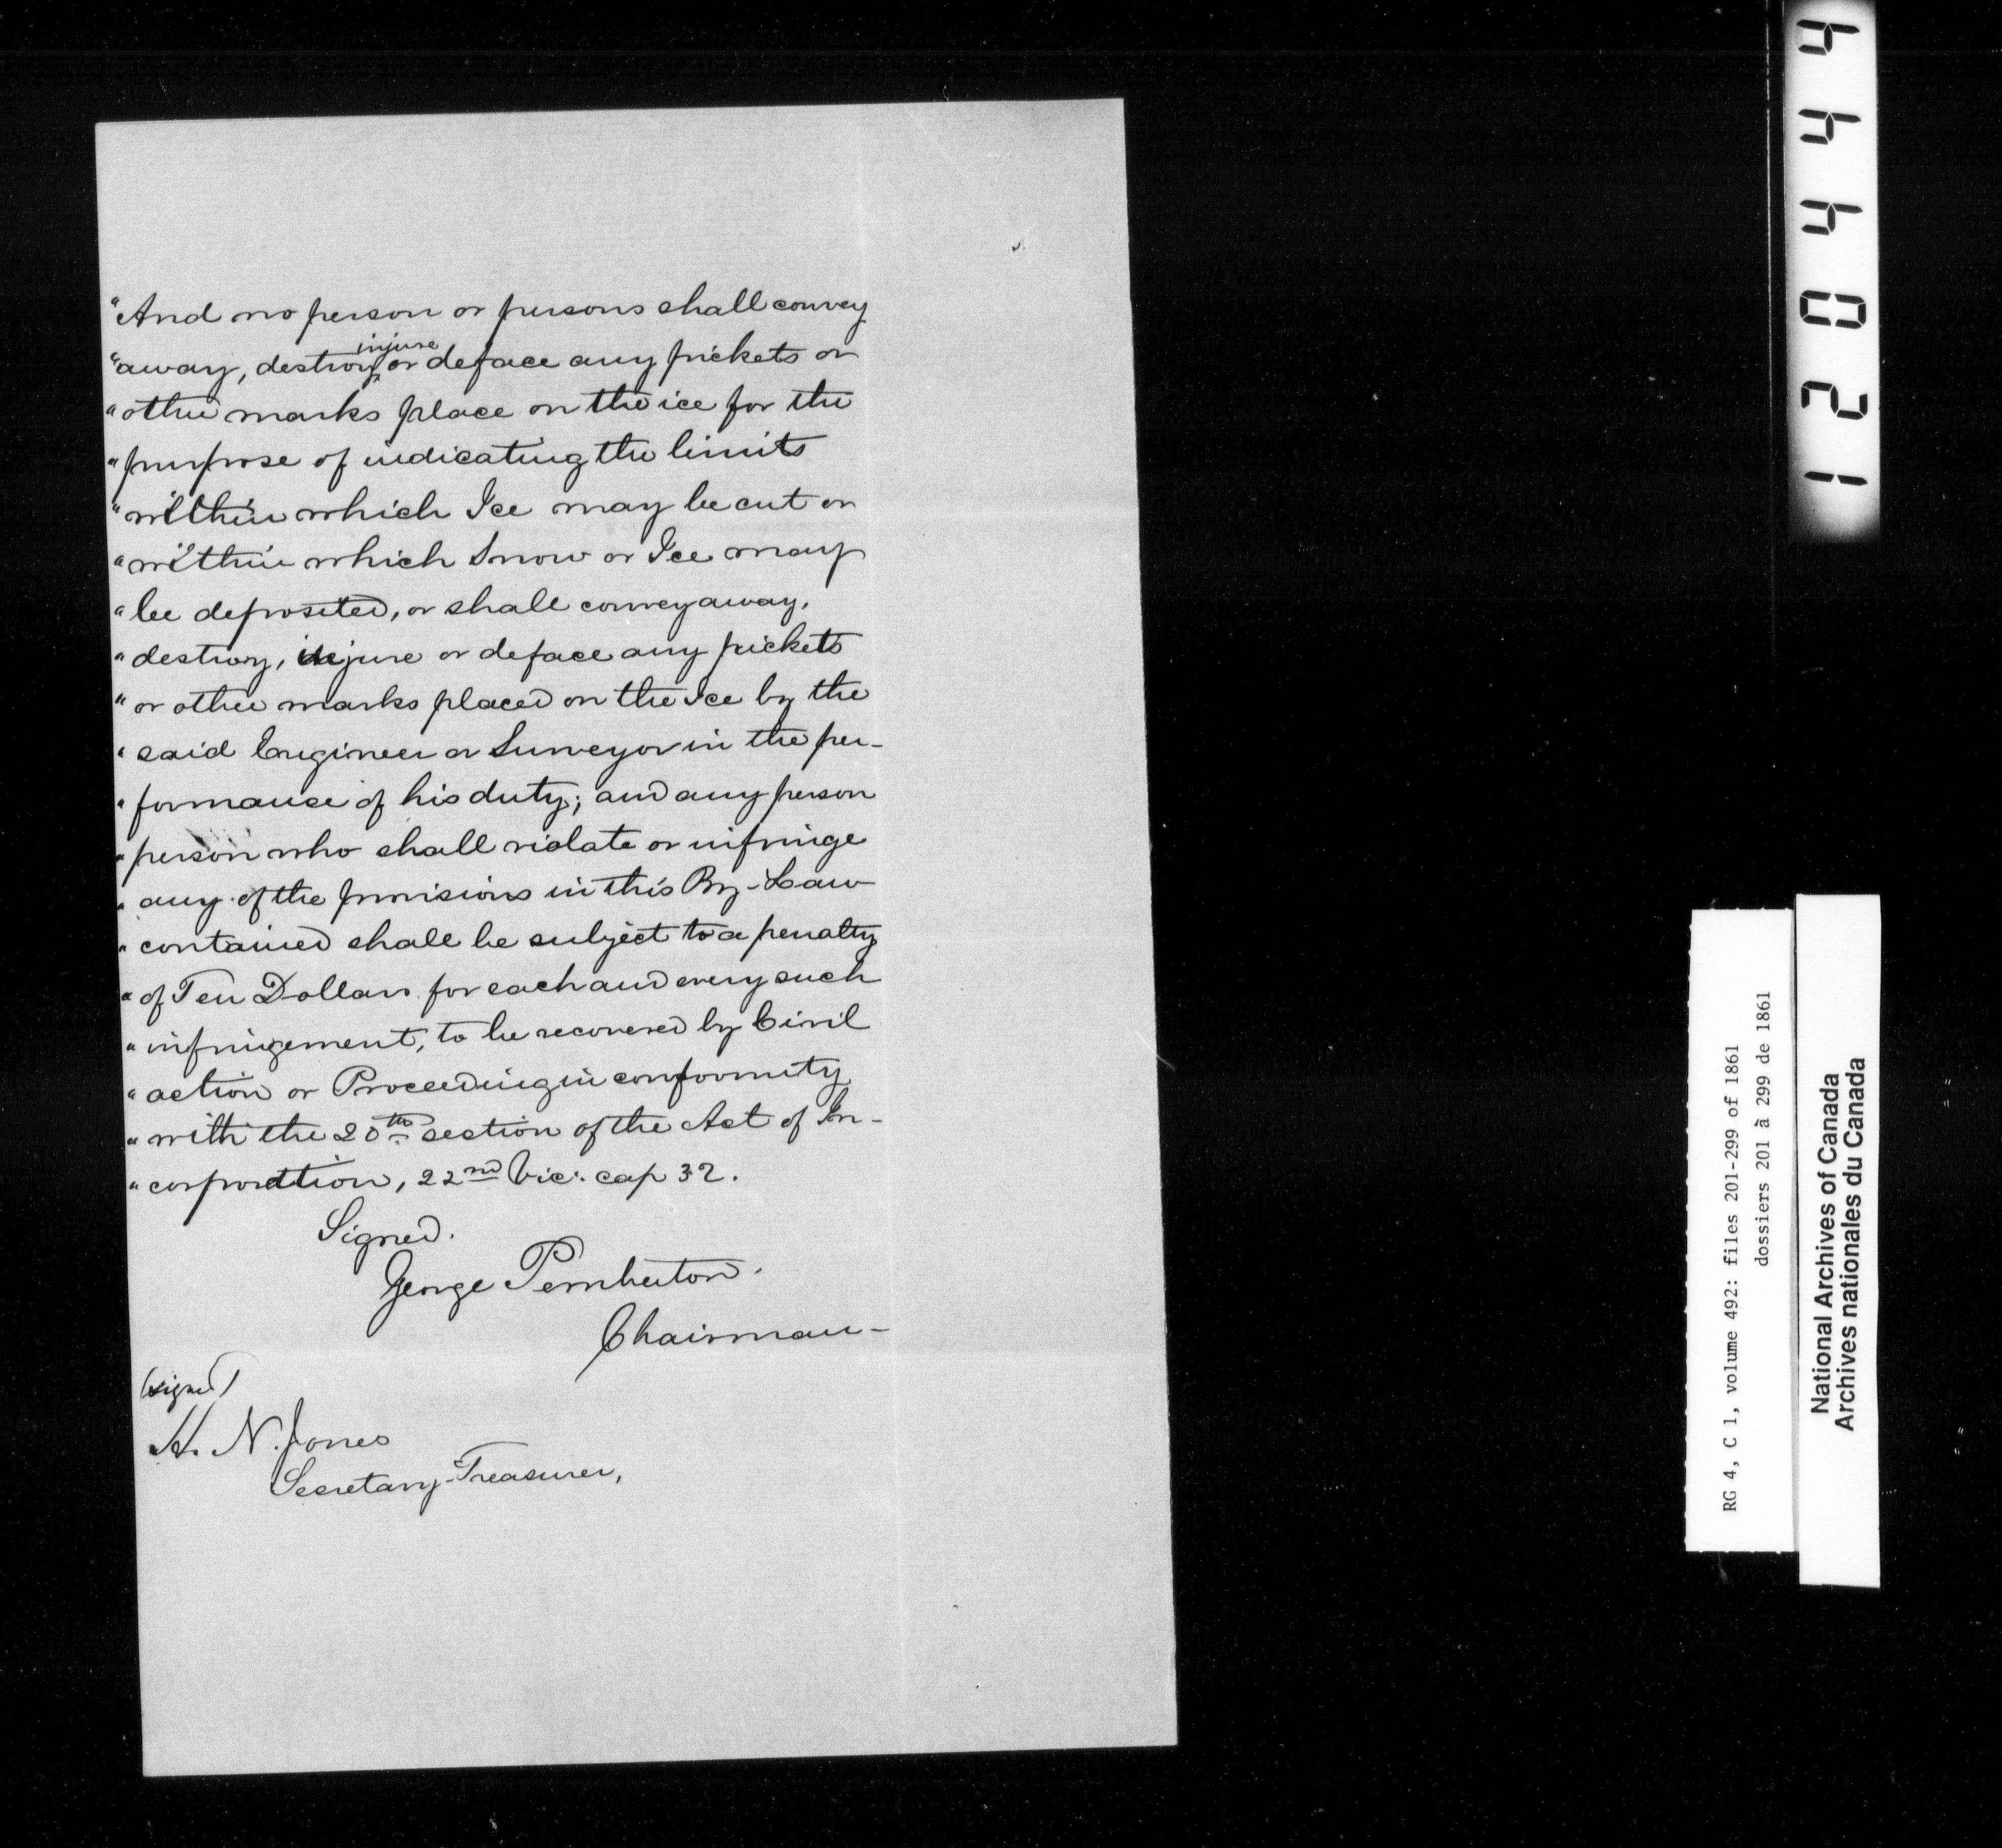 "And no person or persons shall convey
injure
"away, destroy, or deface any pickets or
"other marks place on the ice for the
"purpose of indicating the limits
"within which Ice may be cut or
"within which Snow or Ice may
"be deposited, or shall convey away,
"destroy, injure or deface any pickets
"or other marks placed on the Ice by the
"said Engineer or Surveyor in the per-
"formance of his duty; and any person
"person who shall violate or infringe
"any of the provisions in this By-Law
"contained shall be subject to a penalty
"of Ten Dollars for each and every such
"infringement, to be recovered by Civil
"action or Proceeding in conformity
"with the 20th section of the Act of In-
"corporation, 22nd Vic: cap 32.
Signed.
George Pemberton.
Chairman-
(signed)
H. N. Jones
Secretary-Treasurer,
1204444
RG 4, C 1, volume 492: files 201-299 of 1861
dossiers 201 à 299 de 1861
National Archives of Canada
Archives nationales du Canada